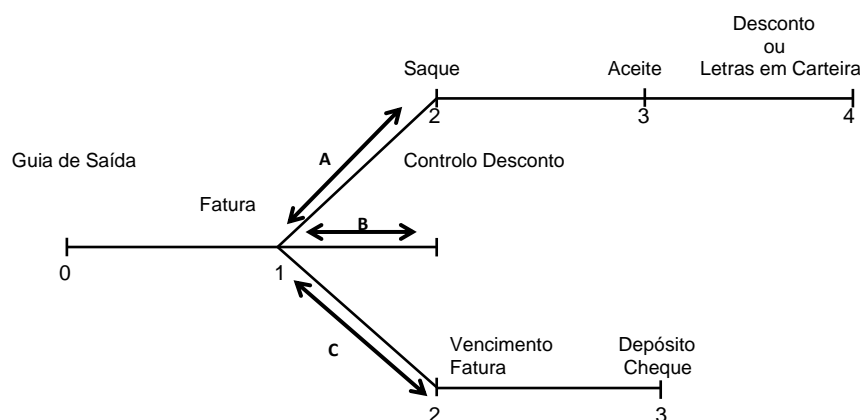 Desconto
ou
Letras em Carteira
Saque
Aceite
2
3
4
Guia de Saída
A
Controlo Desconto
Fatura
B
0
1
C
Vencimento
Fatura
Depósito
Cheque
2
3